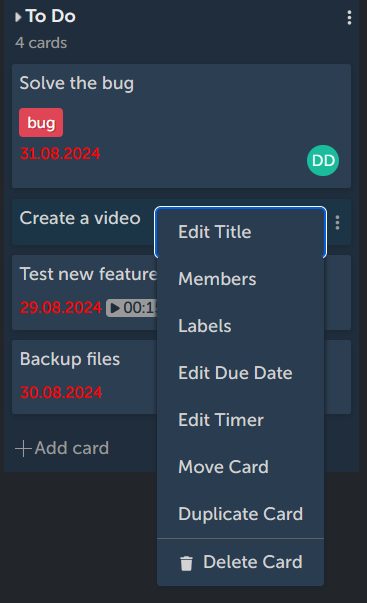 To Do
4 cards
Solve the bug
bug
31.08.2024
DD
Create a video
Test new feature
29.08.2024 00:1
Backup files
30.08.2024
Add card
Edit Title
Members
Labels
Edit Due Date
Edit Timer
Move Card
Duplicate Card
Delete Card